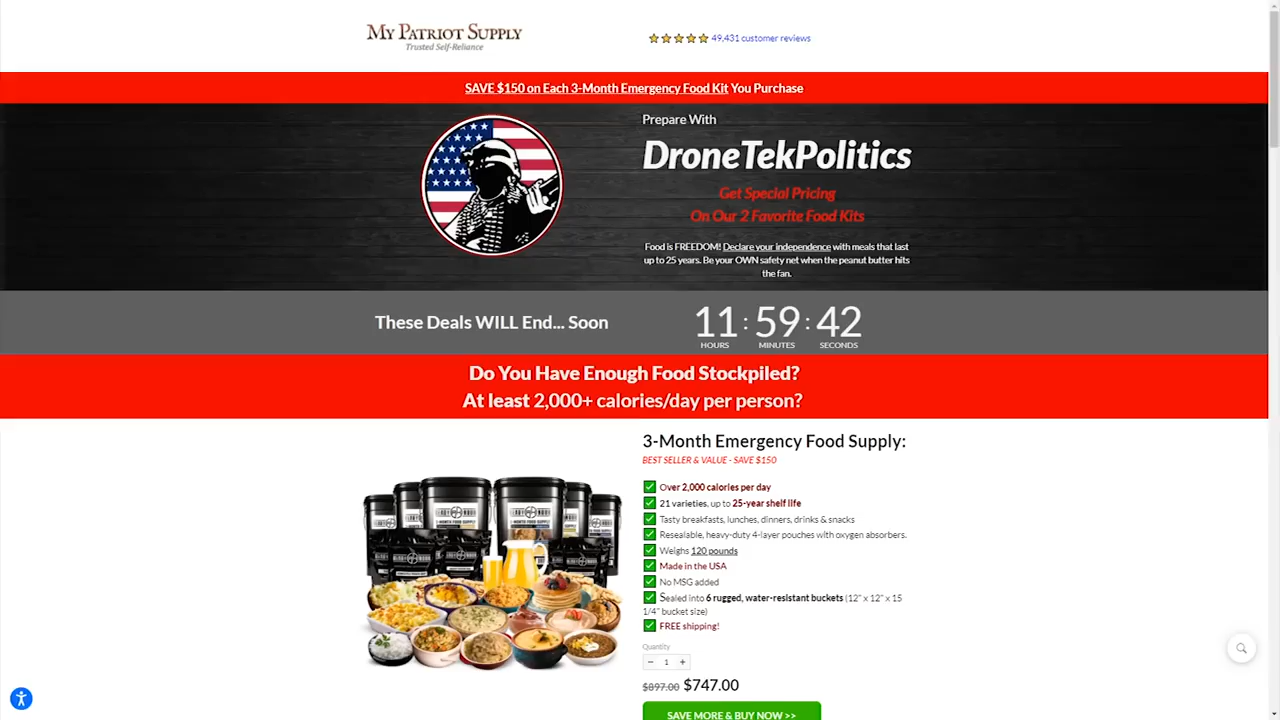 MY PATRIOT SUPPLY
Trusted Self-Reliance
49,431 customer reviews
SAVE $150 on Each 3-Month Emergency Food Kit You Purchase
Prepare With
DroneTekPolitics
Get Special Pricing
On Our 2 Favorite Food Kits
Food is FREEDOM! Declare your independence with meals that last
up to 25 years. Be your OWN safety net when the peanut butter hits
the fan.
These Deals WILL End... Soon
11 : 59 : 42
HOURS MINUTES SECONDS
Do You Have Enough Food Stockpiled?
At least 2,000+ calories/day per person?
3-Month Emergency Food Supply:
BEST SELLER & VALUE - SAVE $150
Over 2,000 calories per day
21 varieties, up to 25-year shelf life
Tasty breakfasts, lunches, dinners, drinks & snacks
Resealable, heavy-duty 4-layer pouches with oxygen absorbers.
Weighs 120 pounds
Made in the USA
No MSG added
Sealed into 6 rugged, water-resistant buckets (12" x 12" x 15
1/4" bucket size)
FREE shipping!
Quantity
− 1 +
$897.00 $747.00
SAVE MORE & BUY NOW >>